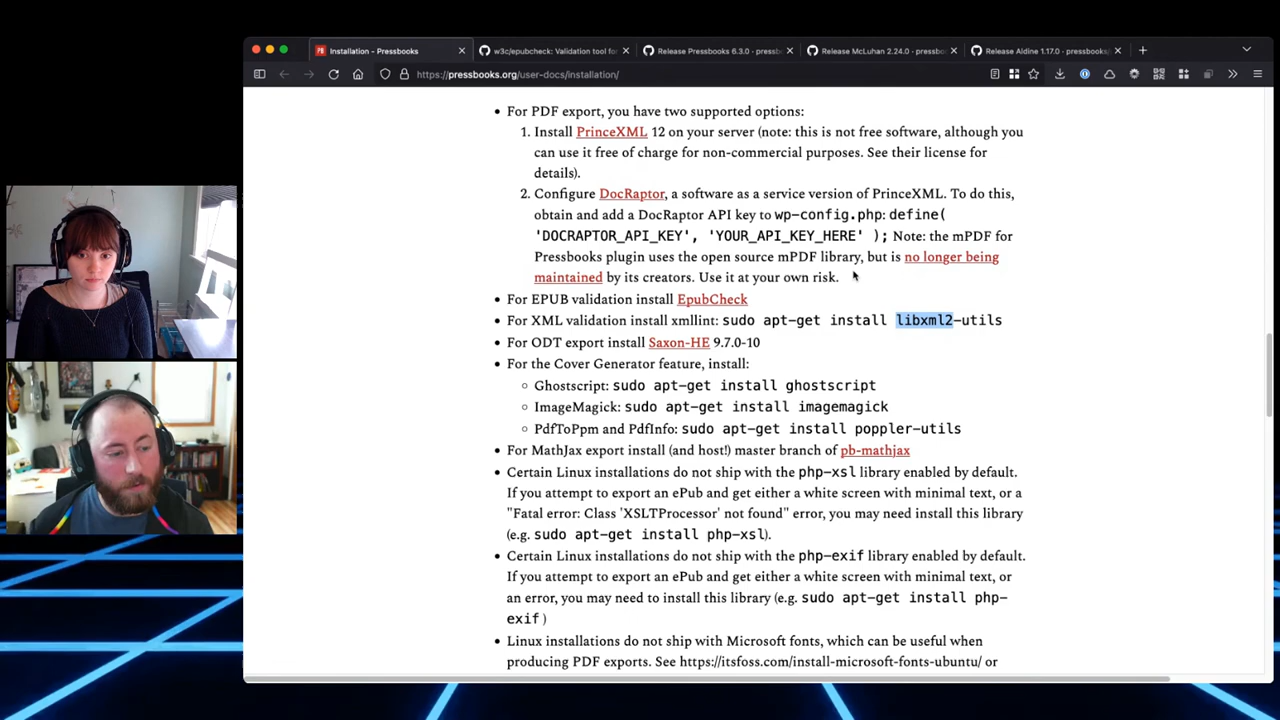 Installation – Pressbooks
w3c/epubcheck: Validation tool for
Release Pressbooks 6.3.0 · pressb
Release McLuhan 2.24.0 · pressbo
Release Aldine 1.17.0 · pressbooks/
https://pressbooks.org/user-docs/installation/
• For PDF export, you have two supported options:
1. Install PrinceXML 12 on your server (note: this is not free software, although you
can use it free of charge for non-commercial purposes. See their license for
details).
2. Configure DocRaptor, a software as a service version of PrinceXML. To do this,
obtain and add a DocRaptor API key to wp-config.php: define(
'DOCRAPTOR_API_KEY', 'YOUR_API_KEY_HERE' ); Note: the mPDF for
Pressbooks plugin uses the open source mPDF library, but is no longer being
maintained by its creators. Use it at your own risk.
• For EPUB validation install EpubCheck
• For XML validation install xmllint: sudo apt-get install libxml2-utils
• For ODT export install Saxon-HE 9.7.0-10
• For the Cover Generator feature, install:
○ Ghostscript: sudo apt-get install ghostscript
○ ImageMagick: sudo apt-get install imagemagick
○ PdfToPpm and PdfInfo: sudo apt-get install poppler-utils
• For MathJax export install (and host!) master branch of pb-mathjax
• Certain Linux installations do not ship with the php-xsl library enabled by default.
If you attempt to export an ePub and get either a white screen with minimal text, or a
"Fatal error: Class 'XSLTProcessor' not found" error, you may need install this library
(e.g. sudo apt-get install php-xsl).
• Certain Linux installations do not ship with the php-exif library enabled by default.
If you attempt to export an ePub and get either a white screen with minimal text, or
an error, you may need to install this library (e.g. sudo apt-get install php-
exif )
• Linux installations do not ship with Microsoft fonts, which can be useful when
producing PDF exports. See https://itsfoss.com/install-microsoft-fonts-ubuntu/ or